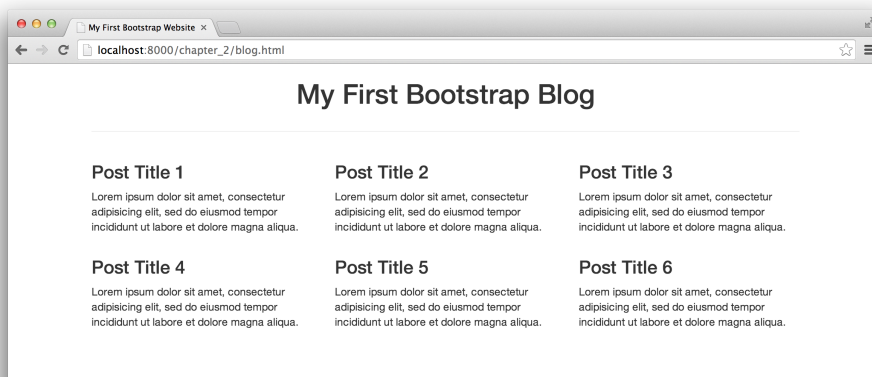 My First Bootstrap Website
localhost:8000/chapter_2/blog.html
My First Bootstrap Blog
Post Title 1
Lorem ipsum dolor sit amet, consectetur
adipisicing elit, sed do eiusmod tempor
incididunt ut labore et dolore magna aliqua.
Post Title 2
Lorem ipsum dolor sit amet, consectetur
adipisicing elit, sed do eiusmod tempor
incididunt ut labore et dolore magna aliqua.
Post Title 3
Lorem ipsum dolor sit amet, consectetur
adipisicing elit, sed do eiusmod tempor
incididunt ut labore et dolore magna aliqua.
Post Title 4
Lorem ipsum dolor sit amet, consectetur
adipisicing elit, sed do eiusmod tempor
incididunt ut labore et dolore magna aliqua.
Post Title 5
Lorem ipsum dolor sit amet, consectetur
adipisicing elit, sed do eiusmod tempor
incididunt ut labore et dolore magna aliqua.
Post Title 6
Lorem ipsum dolor sit amet, consectetur
adipisicing elit, sed do eiusmod tempor
incididunt ut labore et dolore magna aliqua.